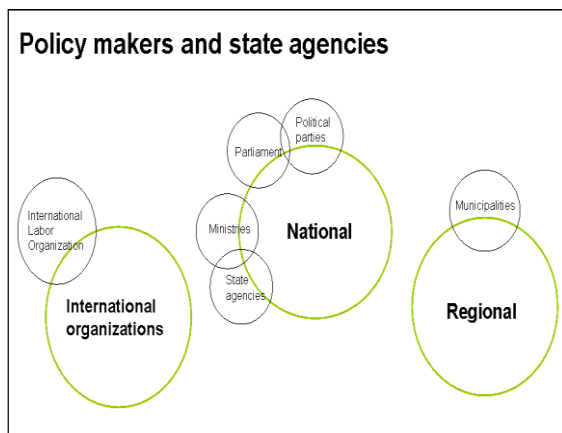 Policy makers and state agencies
Political
parties
Parliament
Municipalities
International
Labor
Organization
Ministries
National
State
agencies
International
organizations
Regional